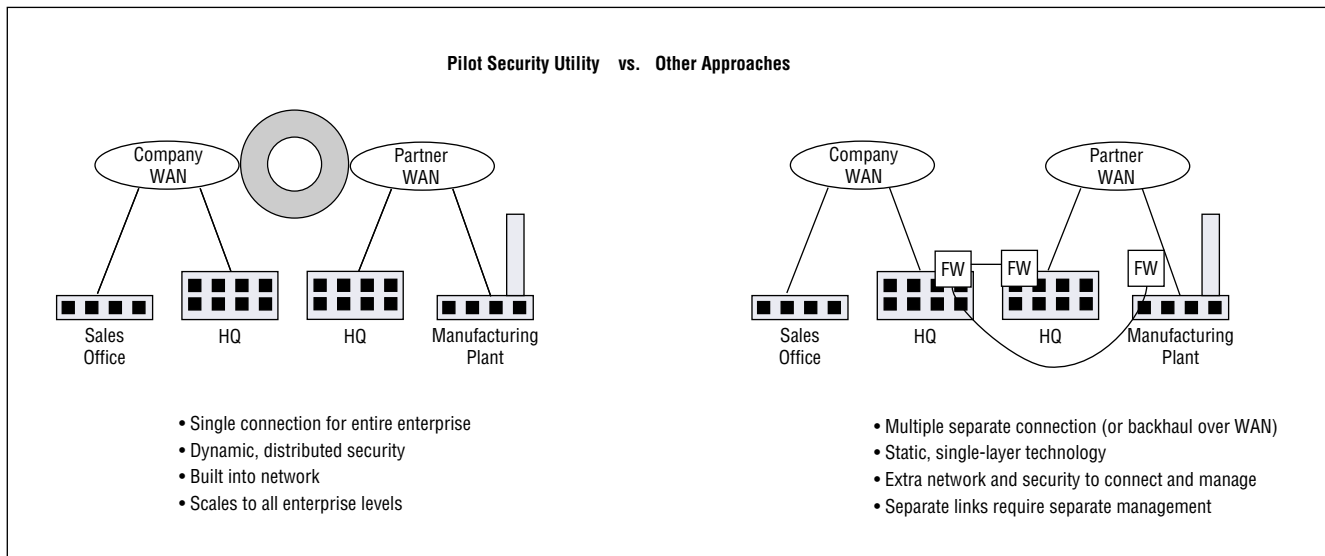 Pilot Security Utility vs. Other Approaches
Company
WAN
Partner
WAN
Sales
Office
HQ
HQ
Manufacturing
Plant
• Single connection for entire enterprise
• Dynamic, distributed security
• Built into network
• Scales to all enterprise levels
Company
WAN
Partner
WAN
FW
FW
FW
Sales
Office
HQ
HQ
Manufacturing
Plant
• Multiple separate connection (or backhaul over WAN)
• Static, single-layer technology
• Extra network and security to connect and manage
• Separate links require separate management